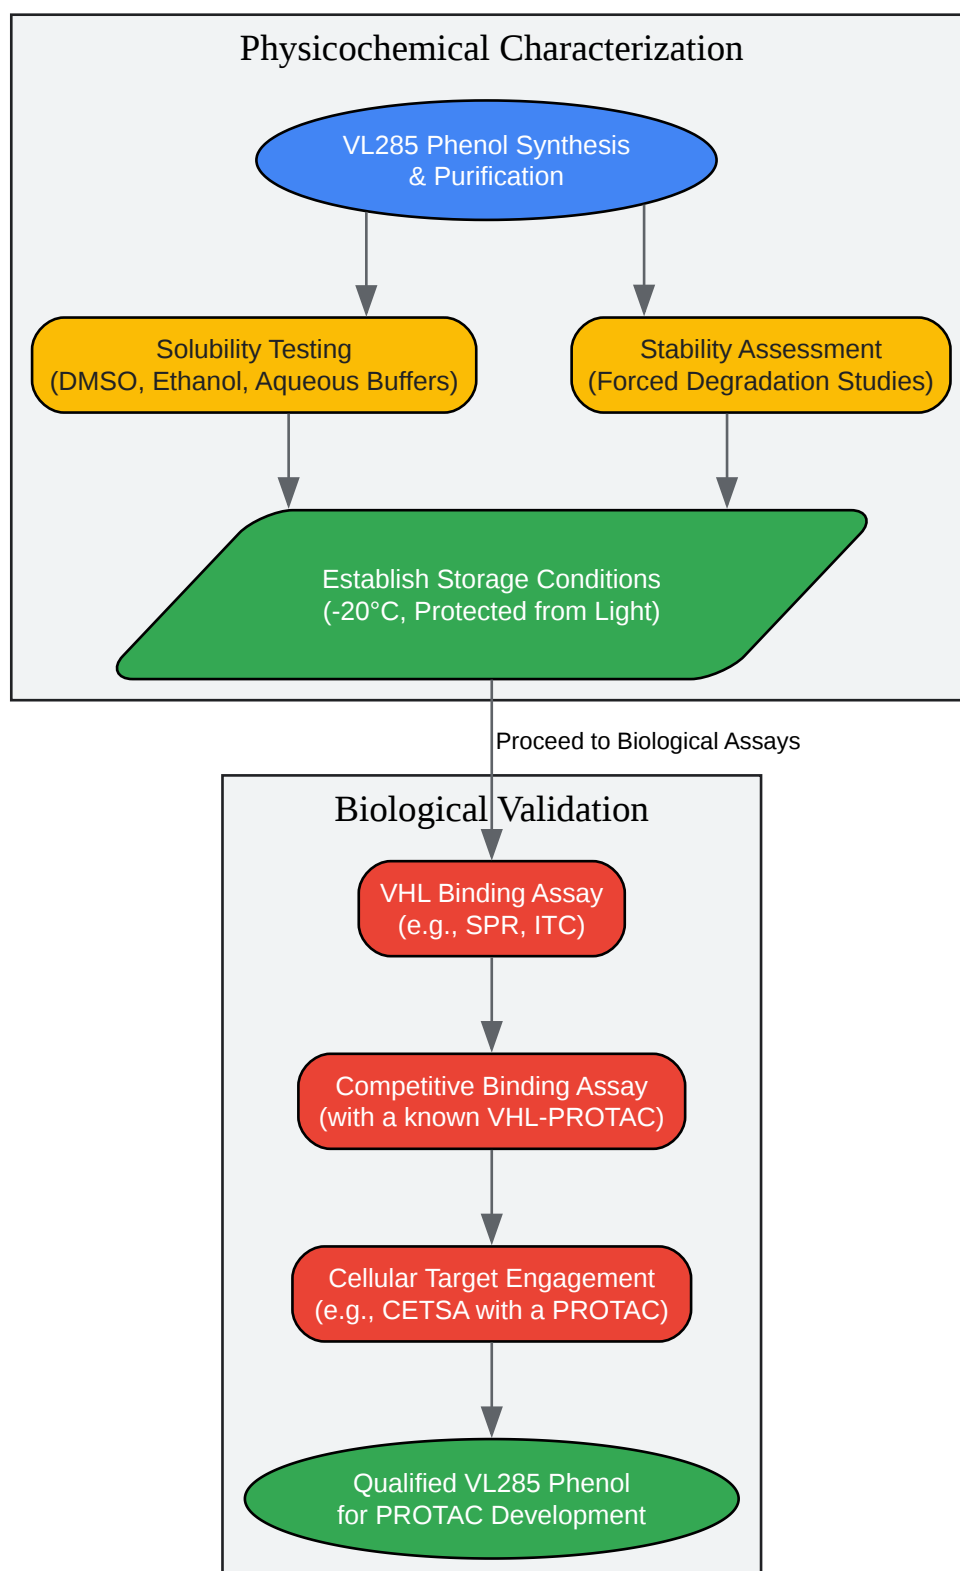 Physicochemical Characterization
VL285 Phenol Synthesis
& Purification
Solubility Testing
(DMSO, Ethanol, Aqueous Buffers)
Stability Assessment
(Forced Degradation Studies)
Establish Storage Conditions
(-20°C, Protected from Light)
Proceed to Biological Assays
Biological Validation
VHL Binding Assay
(e.g., SPR, ITC)
Competitive Binding Assay
(with a known VHL-PROTAC)
Cellular Target Engagement
(e.g., CETSA with a PROTAC)
Qualified VL285 Phenol
for PROTAC Development